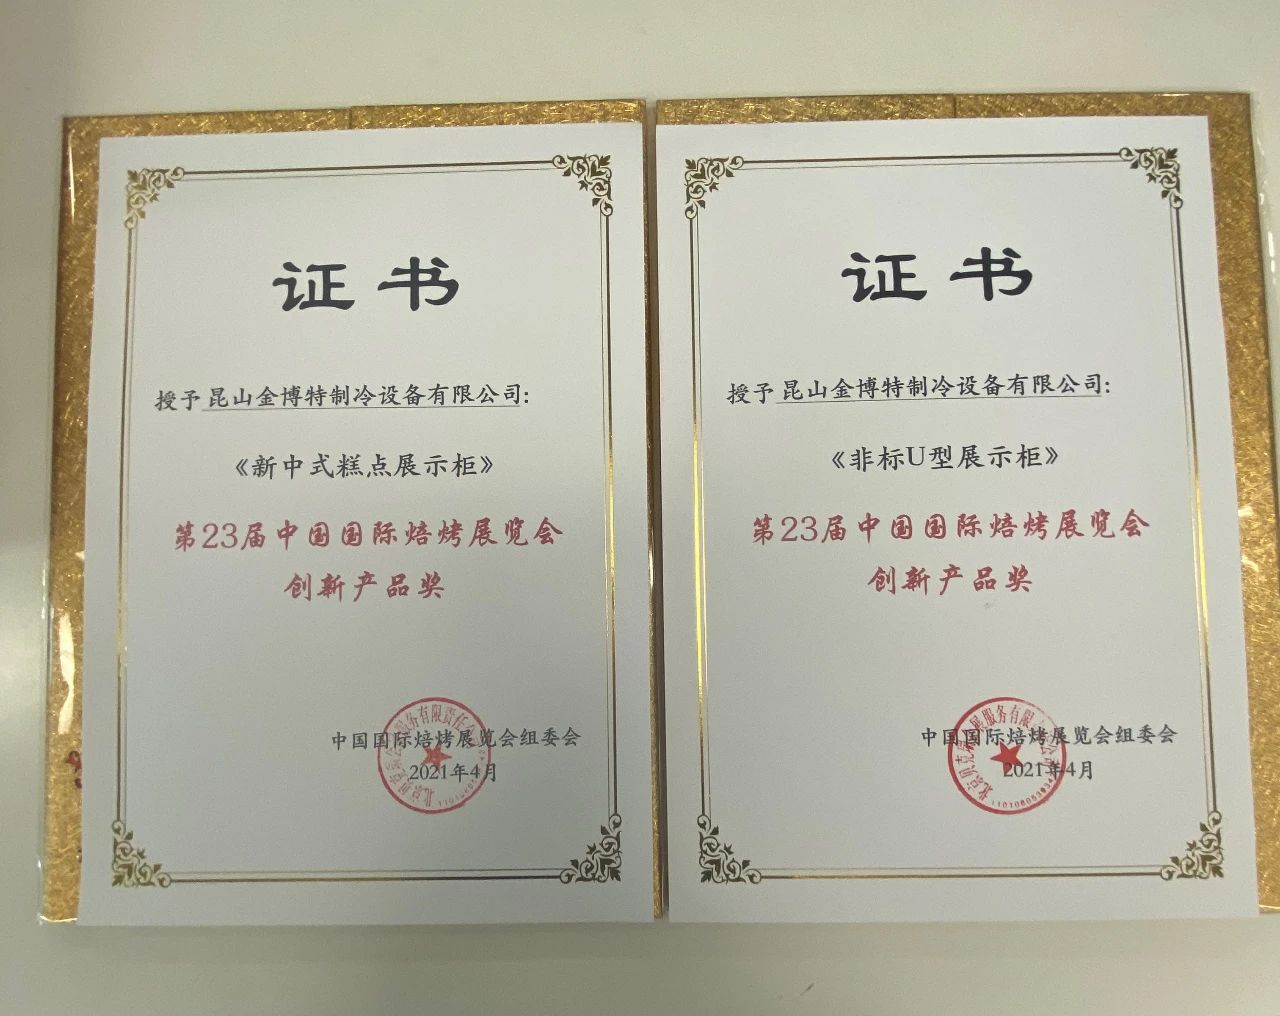 证书
授予昆山金博特制冷设备有限公司:
《新中式糕点展示柜》
第23届中国国际焙烤展览会
创新产品奖
中国国际焙烤展览会组委会
2021年4月
证书
授予昆山金博特制冷设备有限公司:
《非标U型展示柜》
第23届中国国际焙烤展览会
创新产品奖
中国国际焙烤展览会组委会
2021年4月